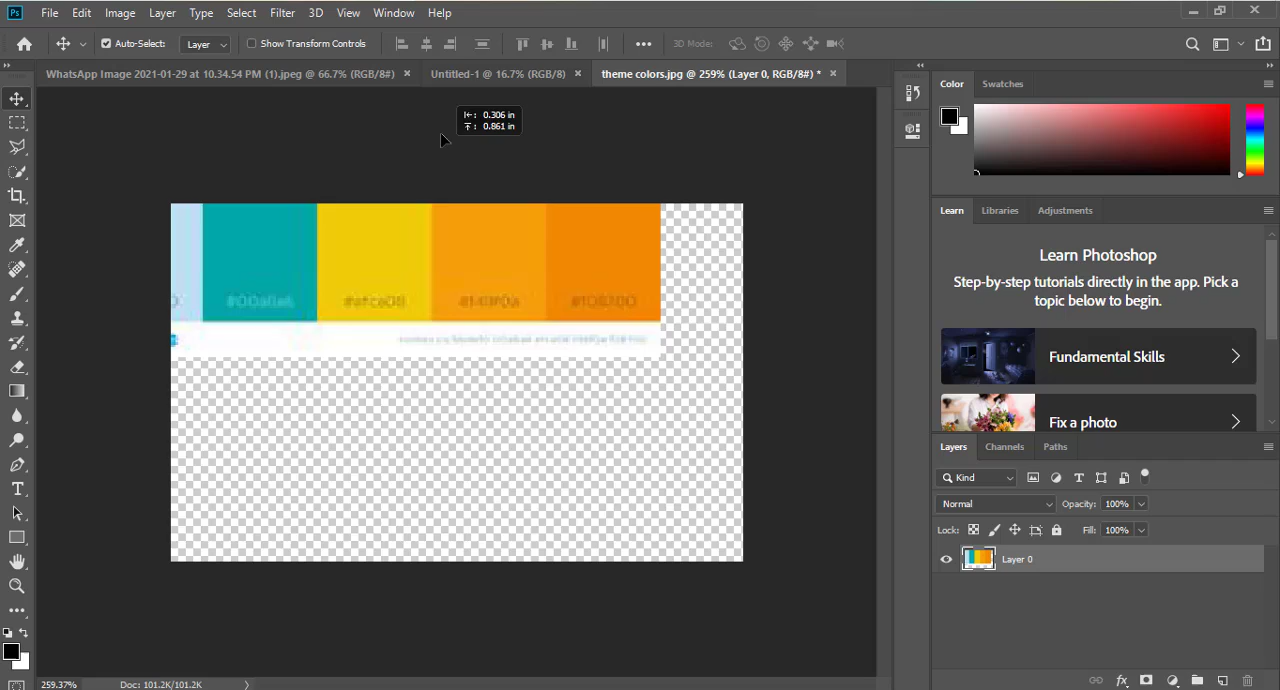 Ps File Edit Image Layer Type Select Filter 3D View Window Help
Auto-Select: Layer Show Transform Controls 3D Mode:
WhatsApp Image 2021-01-29 at 10.34.54 PM (1).jpeg @ 66.7% (RGB/8#) × Untitled-1 @ 16.7% (RGB/8) × theme colors.jpg @ 259% (Layer 0, RGB/8#) * ×
Color Swatches
0.306 in
0.861 in
Learn Libraries Adjustments
Learn Photoshop
Step-by-step tutorials directly in the app. Pick a
topic below to begin.
Fundamental Skills
Fix a photo
Layers Channels Paths
Kind
Normal Opacity: 100%
Lock: Fill: 100%
Layer 0
259.37% Doc: 101.2K/101.2K